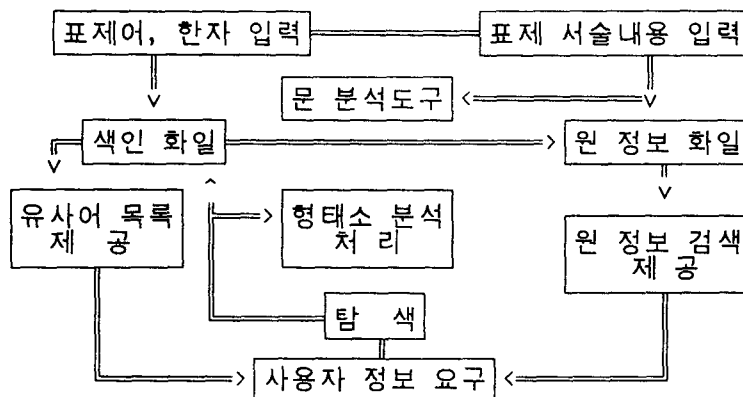 표제어, 한자 입력
표제 서술내용 입력
문 분석도구
색인 화일
원 정보 화일
유사어 목록
제 공
형태소 분석
처 리
원 정보 검색
제 공
탐 색
사용자 정보 요구